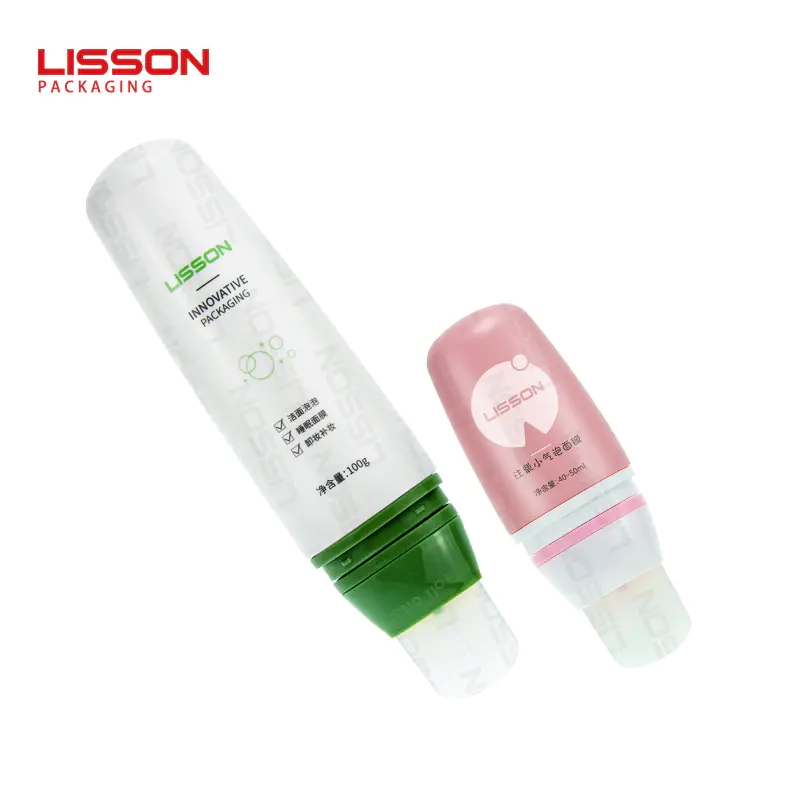 LISSON
PACKAGING
LISSON
INNOVATIVE
PACKAGING
洁面泡泡
睡眠面膜
卸妆补妆
净含量:100g
LISSON
注氧小气泡面膜
净含量:40-50ml